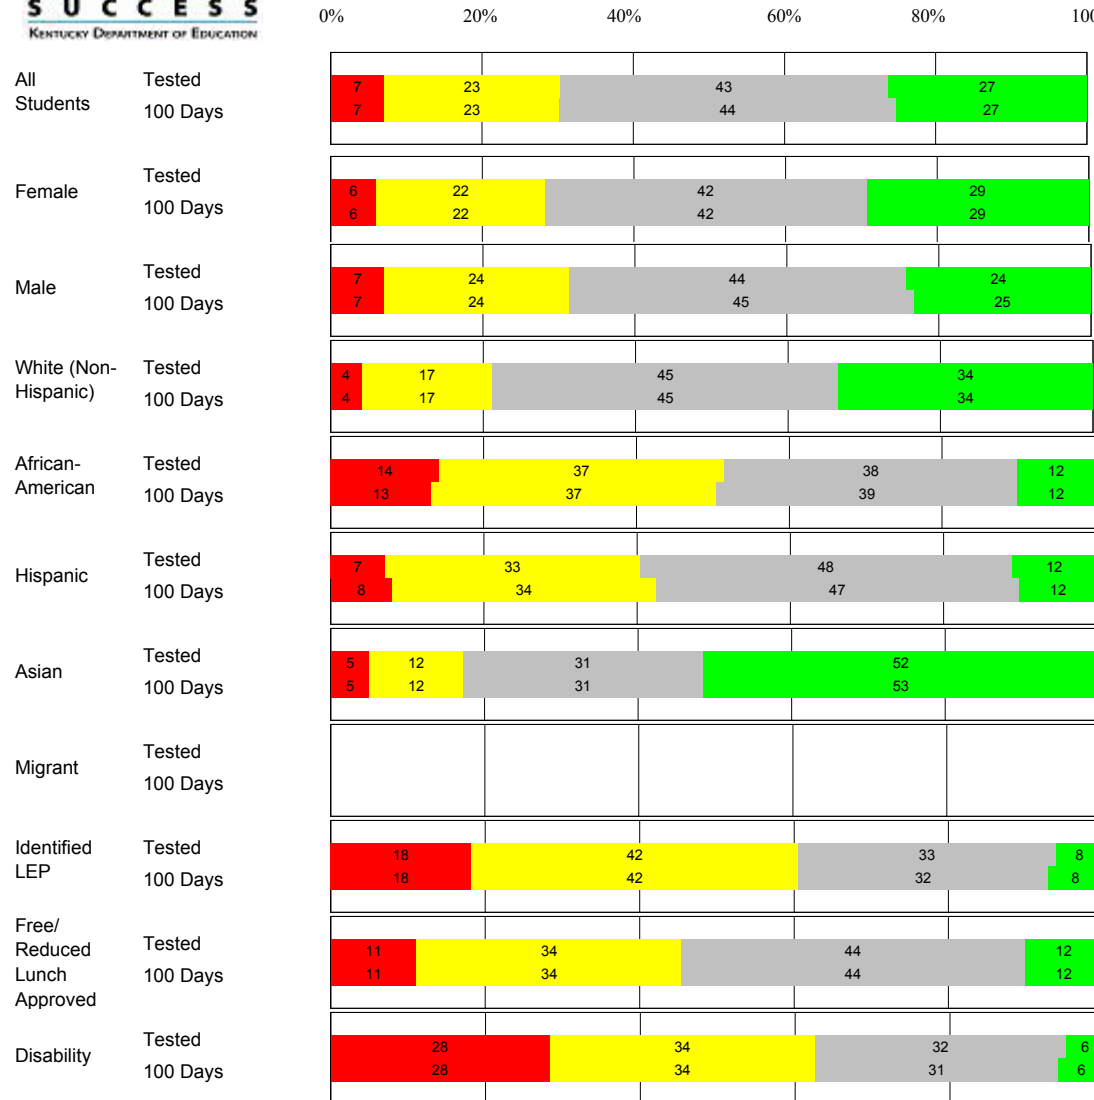 S U C C E S S
KENTUCKY DEPARTMENT OF EDUCATION
0% 20% 40% 60% 80% 100
All Students
Tested 7 23 43 27
100 Days 7 23 44 27
Female
Tested 6 22 42 29
100 Days 6 22 42 29
Male
Tested 7 24 44 24
100 Days 7 24 45 25
White (Non-
Hispanic)
Tested 4 17 45 34
100 Days 4 17 45 34
African-
American
Tested 14 37 38 12
100 Days 13 37 39 12
Hispanic
Tested 7 33 48 12
100 Days 8 34 47 12
Asian
Tested 5 12 31 52
100 Days 5 12 31 53
Migrant
Tested
100 Days
Identified
LEP
Tested 18 42 33 8
100 Days 18 42 32 8
Free/
Reduced
Lunch
Approved
Tested 11 34 44 12
100 Days 11 34 44 12
Disability
Tested 28 34 32 6
100 Days 28 34 31 6